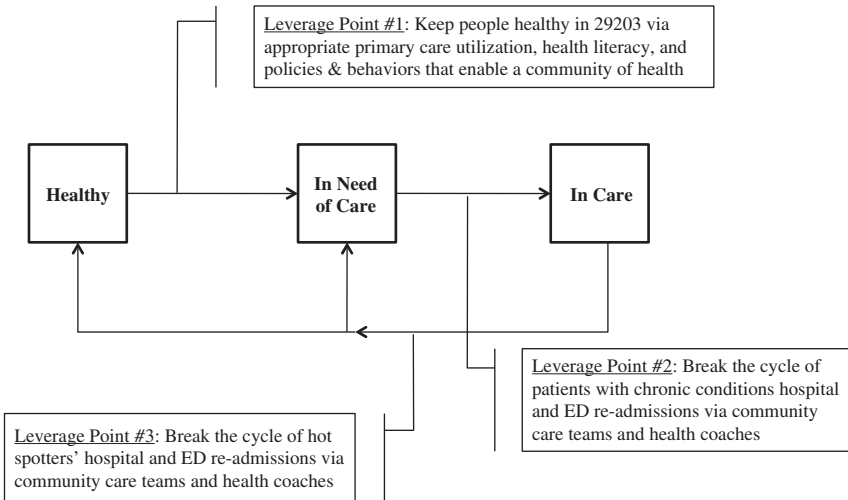 Leverage Point #1: Keep people healthy in 29203 via
appropriate primary care utilization, health literacy, and
policies & behaviors that enable a community of health
Healthy
In Need
of Care
In Care
Leverage Point #2: Break the cycle of
patients with chronic conditions hospital
and ED re-admissions via community
care teams and health coaches
Leverage Point #3: Break the cycle of hot
spotters’ hospital and ED re-admissions via
community care teams and health coaches